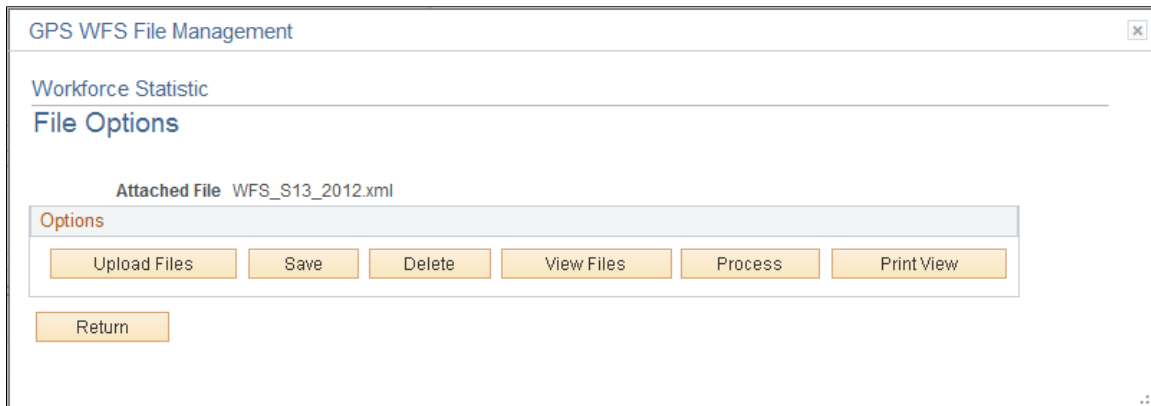 GPS WFS File Management
Workforce Statistic
File Options
Attached File WFS_S13_2012.xml
Options
Upload Files Save Delete View Files Process Print View
Return